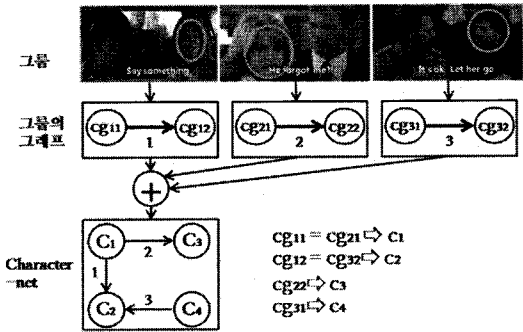 그룹
Say something
He forgot me!
It's ok. Let her go
그룹의
그래프
Cg11 Cg12
1
Cg21 Cg22
2
Cg31 Cg32
3
+
Character
-net
C1 C3
2
1
3
C2 C4
Cg11 = Cg21 ⇨ C1
Cg12 = Cg32 ⇨ C2
Cg22 ⇨ C3
Cg31 ⇨ C4